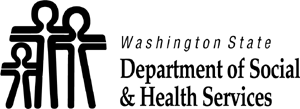 Washington State
Department of Social
& Health Services